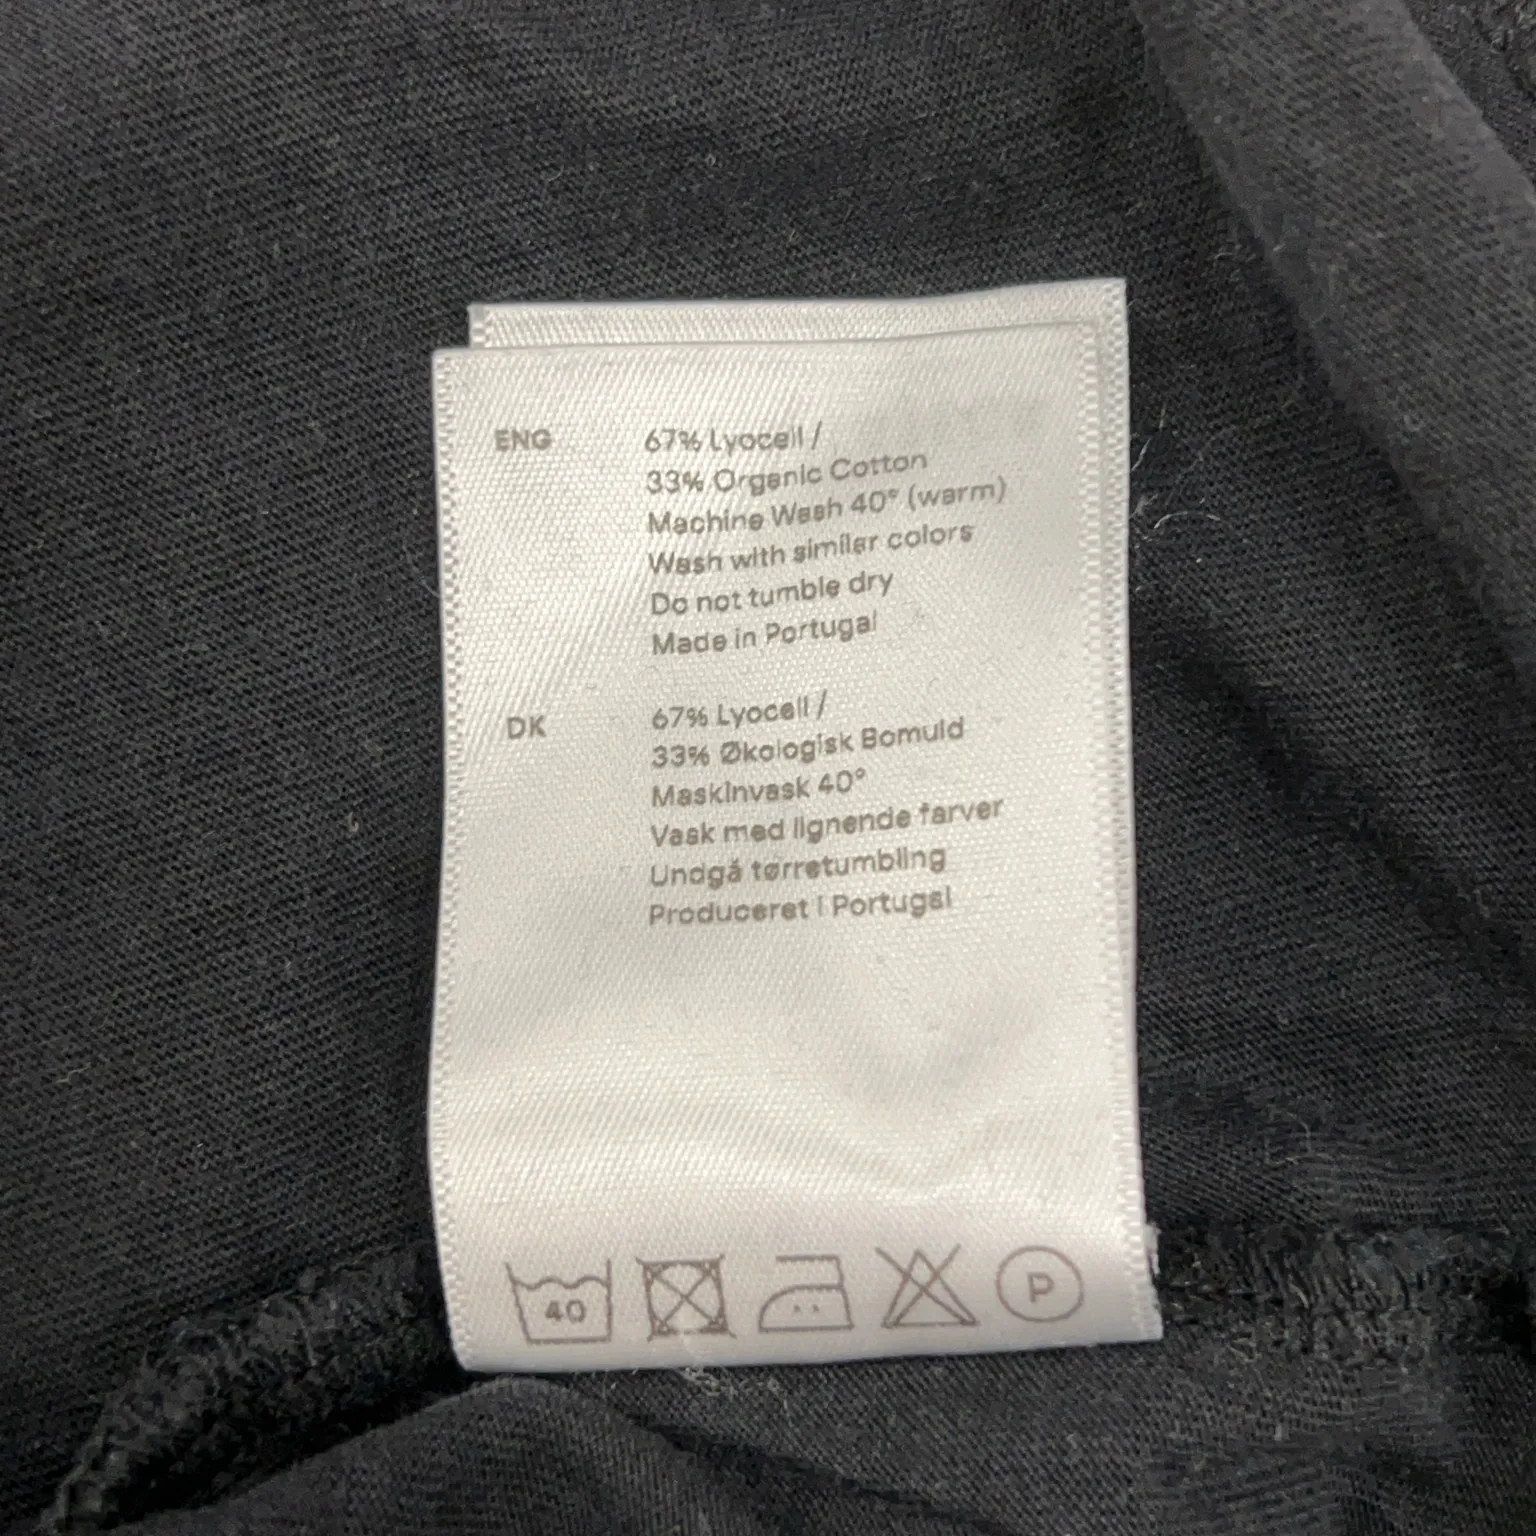 ENG
67% Lyocell /
33% Organic Cotton
Machine Wash 40° (warm)
Wash with similar colors
Do not tumble dry
Made in Portugal
DK
67% Lyocell /
33% Økologisk Bomuld
Maskinvask 40°
Vask med lignende farver
Undgå tørretumbling
Produceret i Portugal
40
P